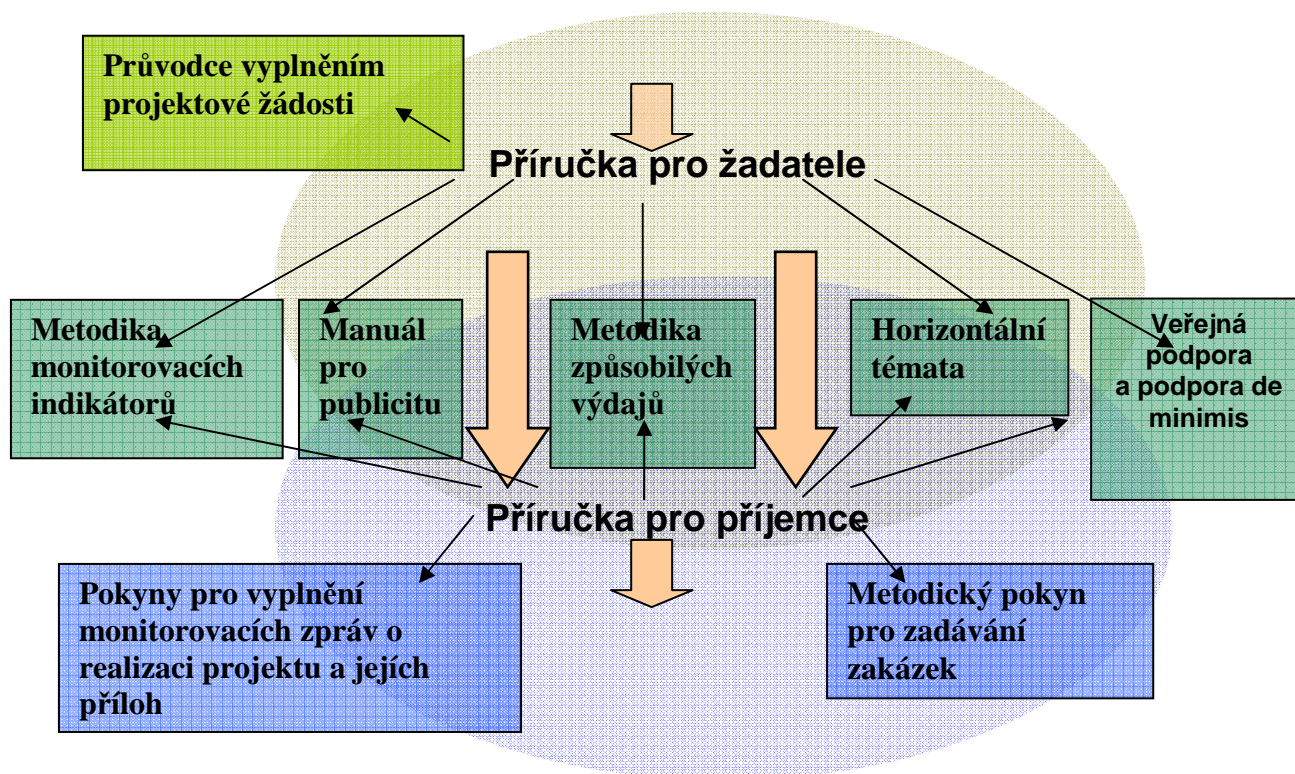 Průvodce vyplněním
projektové žádosti
Příručka pro žadatele
Metodika
monitorovacích
indikátorů
Manuál
pro
publicitu
Metodika
způsobilých
výdajů
Horizontální
témata
Veřejná
podpora
a podpora de
minimis
Příručka pro příjemce
Pokyny pro vyplnění
monitorovacích zpráv o
realizaci projektu a jejích
příloh
Metodický pokyn
pro zadávání
zakázek